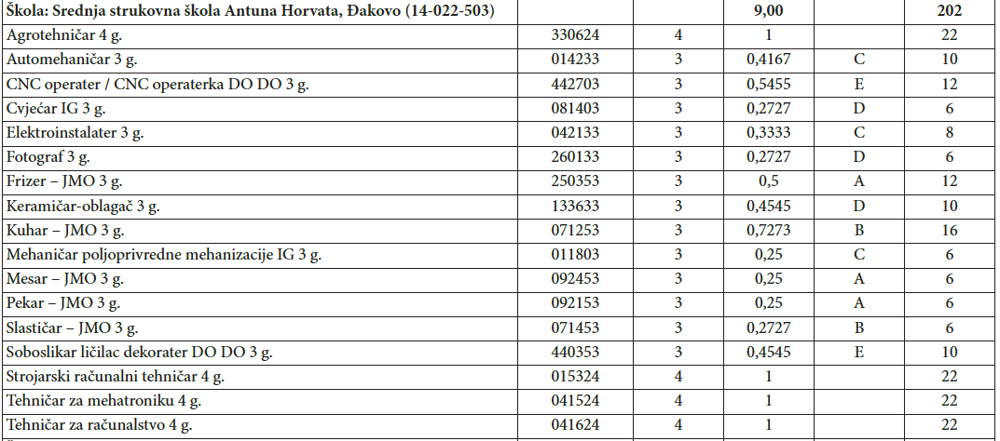 Škola: Srednja strukovna škola Antuna Horvata, Đakovo (14-022-503) 9,00 202
Agrotehničar 4 g. 330624 4 1 22
Automehaničar 3 g. 014233 3 0,4167 C 10
CNC operater / CNC operaterka DO DO 3 g. 442703 3 0,5455 E 12
Cvjećar IG 3 g. 081403 3 0,2727 D 6
Elektroinstalater 3 g. 042133 3 0,3333 C 8
Fotograf 3 g. 260133 3 0,2727 D 6
Frizer – JMO 3 g. 250353 3 0,5 A 12
Keramičar-oblagač 3 g. 133633 3 0,4545 D 10
Kuhar – JMO 3 g. 071253 3 0,7273 B 16
Mehaničar poljoprivredne mehanizacije IG 3 g. 011803 3 0,25 C 6
Mesar – JMO 3 g. 092453 3 0,25 A 6
Pekar – JMO 3 g. 092153 3 0,25 A 6
Slastičar – JMO 3 g. 071453 3 0,2727 B 6
Soboslikar ličilac dekorater DO DO 3 g. 440353 3 0,4545 E 10
Strojarski računalni tehničar 4 g. 015324 4 1 22
Tehničar za mehatroniku 4 g. 041524 4 1 22
Tehničar za računalstvo 4 g. 041624 4 1 22